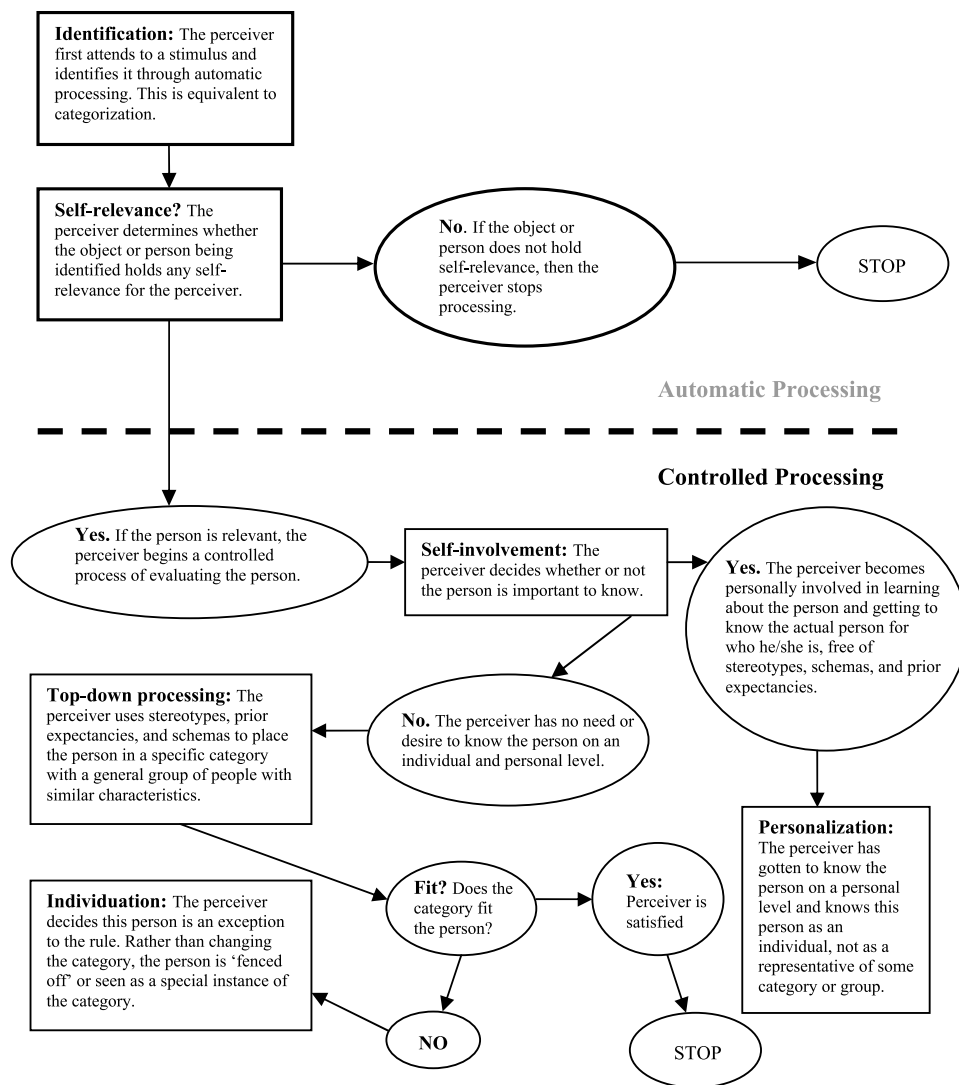 Identification: The perceiver
first attends to a stimulus and
identifies it through automatic
processing. This is equivalent to
categorization.
Self-relevance? The
perceiver determines whether
the object or person being
identified holds any self-
relevance for the perceiver.
No. If the object or
person does not hold
self-relevance, then the
perceiver stops
processing.
STOP
Automatic Processing
Controlled Processing
Yes. If the person is relevant, the
perceiver begins a controlled
process of evaluating the person.
Self-involvement: The
perceiver decides whether or not
the person is important to know.
Yes. The perceiver becomes
personally involved in learning
about the person and getting to
know the actual person for
who he/she is, free of
stereotypes, schemas, and prior
expectancies.
No. The perceiver has no need or
desire to know the person on an
individual and personal level.
Top-down processing: The
perceiver uses stereotypes, prior
expectancies, and schemas to place
the person in a specific category
with a general group of people with
similar characteristics.
Personalization:
The perceiver has
gotten to know the
person on a personal
level and knows this
person as an
individual, not as a
representative of some
category or group.
Fit? Does the
category fit
the person?
Yes:
Perceiver is
satisfied
Individuation: The perceiver
decides this person is an exception
to the rule. Rather than changing
the category, the person is ‘fenced
off’ or seen as a special instance of
the category.
NO
STOP